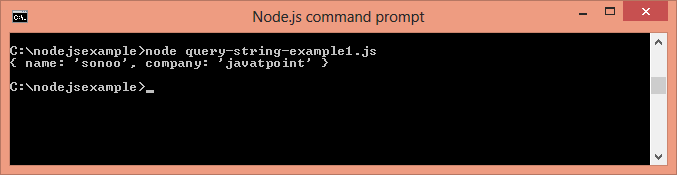 Node.js command prompt
C:\nodejsexample>node query-string-example1.js
{ name: 'sonoo', company: 'javatpoint' }
C:\nodejsexample>_